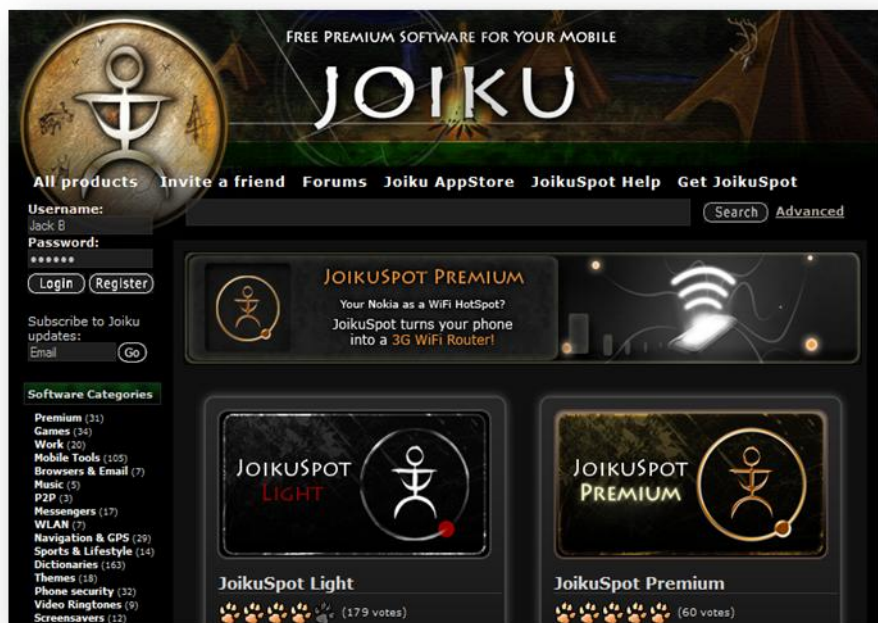 FREE PREMIUM SOFTWARE FOR YOUR MOBILE
JOIKU
All products Invite a friend Forums Joiku AppStore JoikuSpot Help Get JoikuSpot
Username:
Jack B
Password:
••••••
Login Register
Search Advanced
Subscribe to Joiku
updates:
Email Go
JOIKUSPOT PREMIUM
Your Nokia as a WiFi HotSpot?
JoikuSpot turns your phone
into a 3G WiFi Router!
Software Categories
Premium (31)
Games (34)
Work (20)
Mobile Tools (105)
Browsers & Email (7)
Music (5)
P2P (3)
Messengers (17)
WLAN (7)
Navigation & GPS (29)
Sports & Lifestyle (14)
Dictionaries (163)
Themes (18)
Phone security (32)
Video Ringtones (9)
Screensavers (12)
JOIKUSPOT
LIGHT
JoikuSpot Light
(179 votes)
JOIKUSPOT
PREMIUM
JoikuSpot Premium
(60 votes)